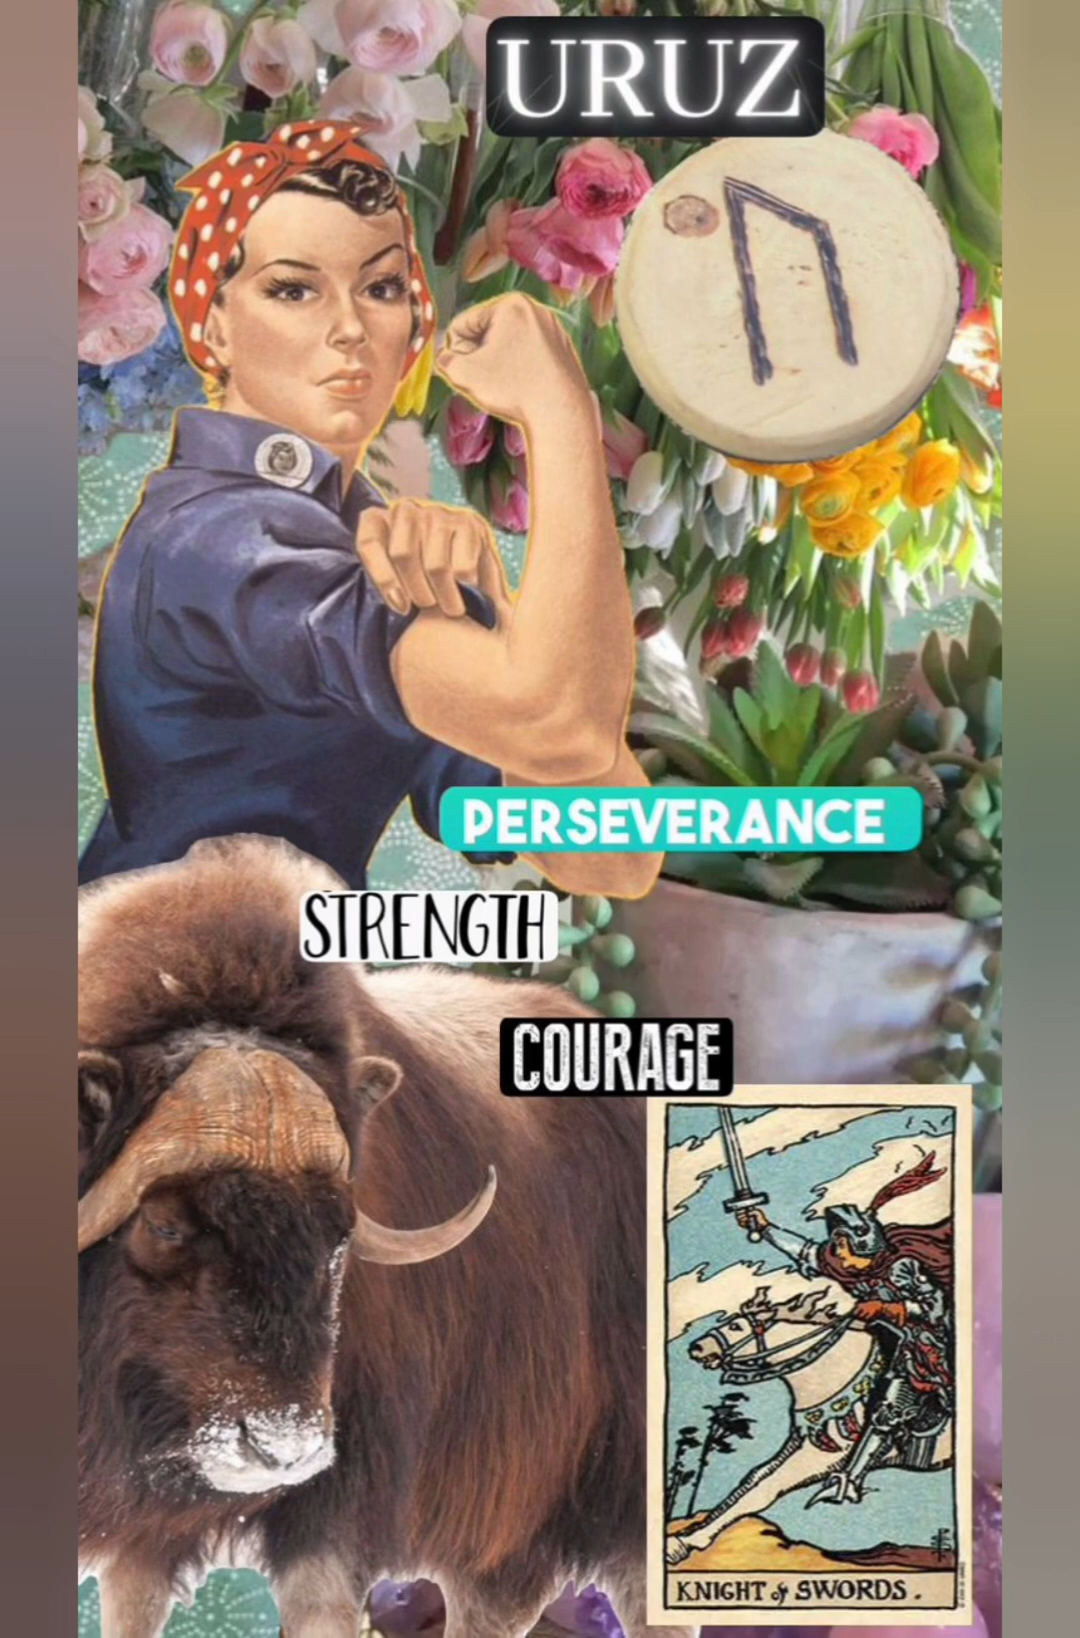 URUZ
PERSEVERANCE
STRENGTH
COURAGE
KNIGHT of SWORDS.